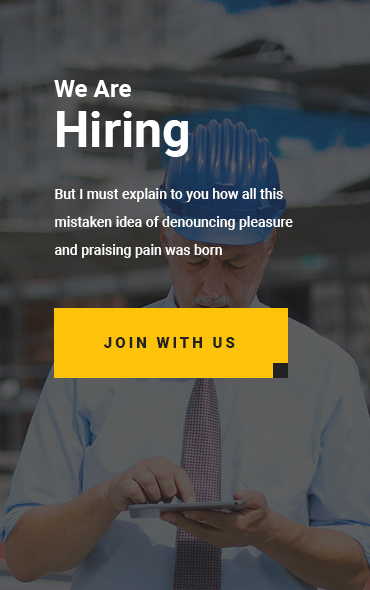 We Are
Hiring
But I must explain to you how all this
mistaken idea of denouncing pleasure
and praising pain was born
JOIN WITH US